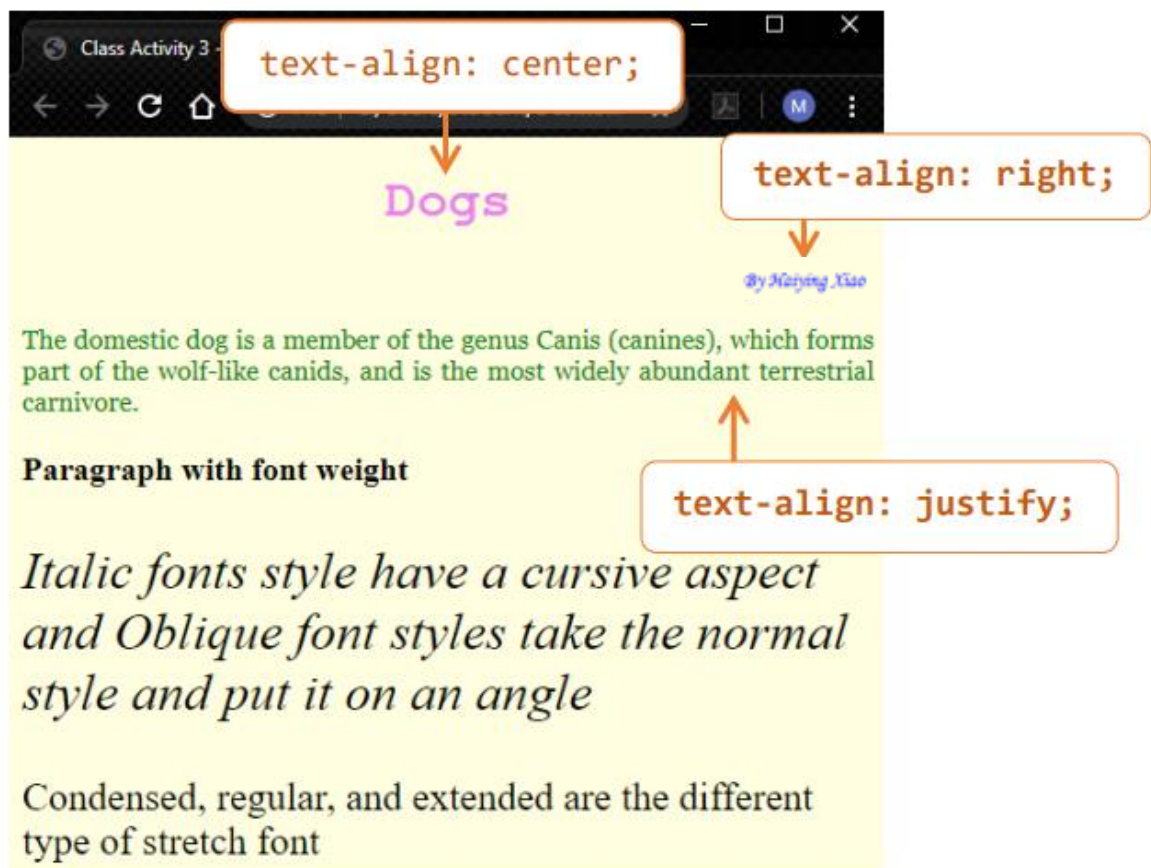 Class Activity 3 -
text-align: center;
M
Dogs
text-align: right;
By Haiying Xiao
The domestic dog is a member of the genus Canis (canines), which forms
part of the wolf-like canids, and is the most widely abundant terrestrial
carnivore.
Paragraph with font weight
text-align: justify;
Italic fonts style have a cursive aspect
and Oblique font styles take the normal
style and put it on an angle
Condensed, regular, and extended are the different
type of stretch font